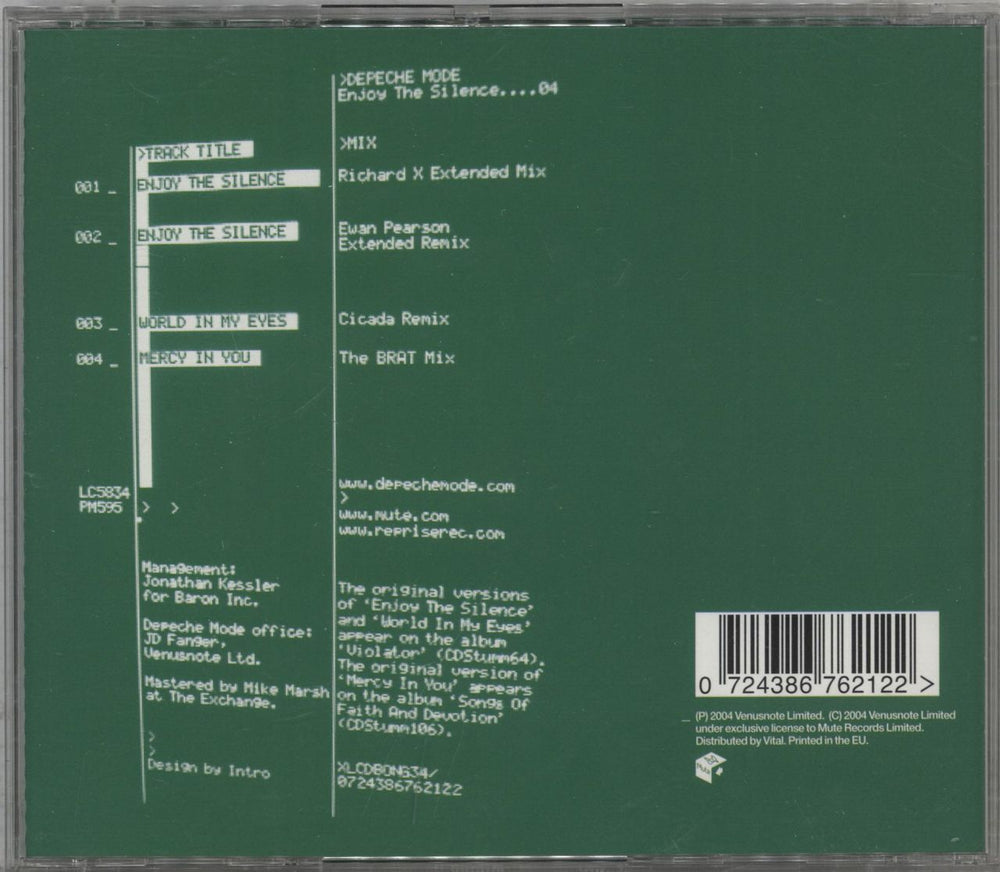 >DEPECHE MODE
Enjoy The Silence....04
>TRACK TITLE
>MIX
001 _ ENJOY THE SILENCE
Richard X Extended Mix
002 _ ENJOY THE SILENCE
Ewan Pearson
Extended Remix
003 _ WORLD IN MY EYES
Cicada Remix
004 _ MERCY IN YOU
The BRAT Mix
LC5834
PM595 > >
www.depechemode.com
>
www.mute.com
www.repriserec.com
Management:
Jonathan Kessler
for Baron Inc.
Depeche Mode office:
JD Fanger,
Venusnote Ltd.
Mastered by Mike Marsh
at The Exchange.
>
>
Design by Intro
The original versions
of 'Enjoy The Silence'
and 'World In My Eyes'
appear on the album
'Violator' (CDStumm64).
The original version of
'Mercy In You' appears
on the album 'Songs Of
Faith And Devotion'
(CDStumm106).
XLCDBONG34/
0724386762122
0 724386 762122 >
_ (P) 2004 Venusnote Limited. (C) 2004 Venusnote Limited
under exclusive license to Mute Records Limited.
Distributed by Vital. Printed in the EU.
Mute